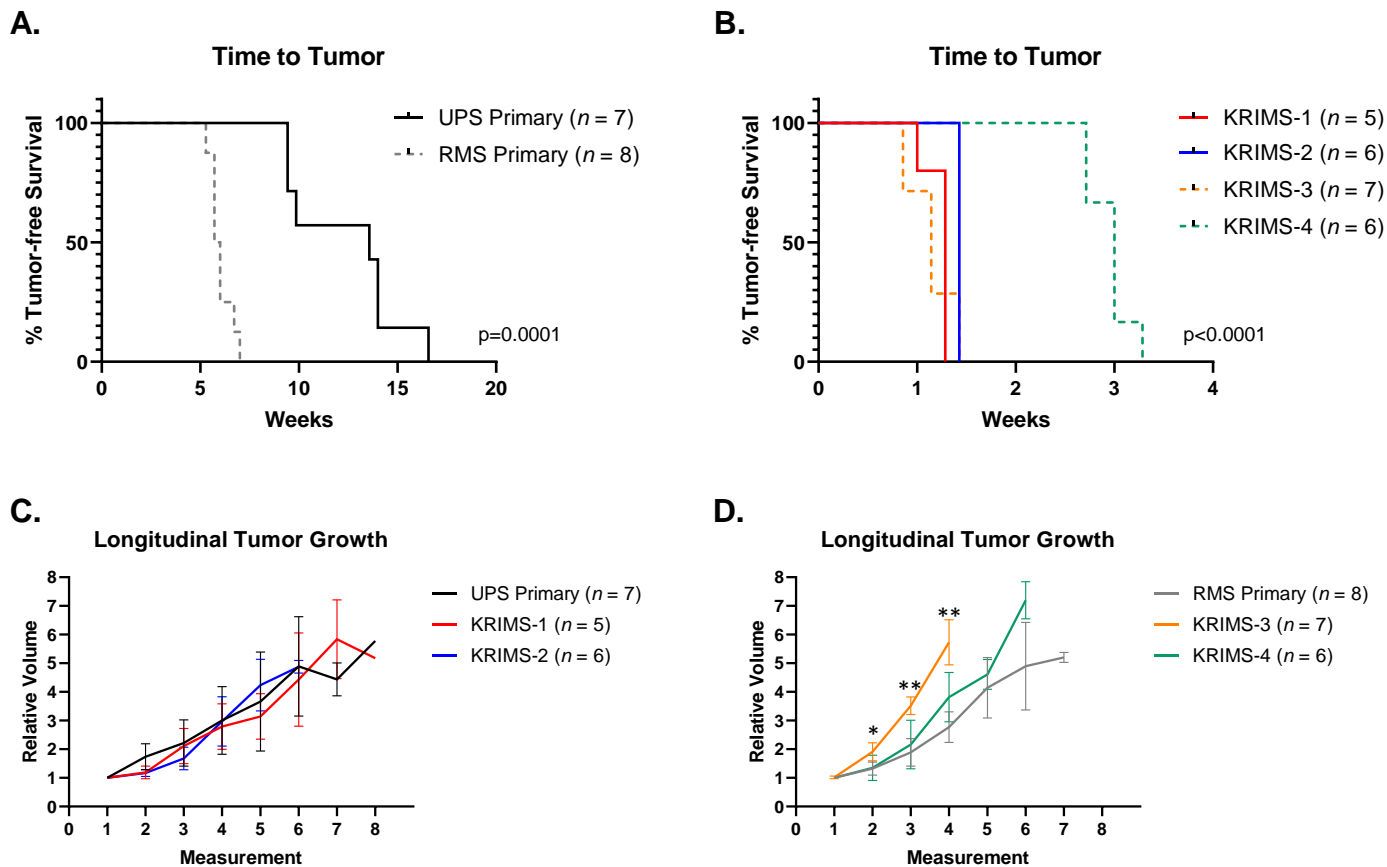 A.
Time to Tumor
% Tumor-free Survival
100
50
0
0 5 10 15 20
Weeks
UPS Primary (n = 7)
RMS Primary (n = 8)
p=0.0001
B.
Time to Tumor
% Tumor-free Survival
100
50
0
0 1 2 3 4
Weeks
KRIMS-1 (n = 5)
KRIMS-2 (n = 6)
KRIMS-3 (n = 7)
KRIMS-4 (n = 6)
p<0.0001
C.
Longitudinal Tumor Growth
Relative Volume
8
7
6
5
4
3
2
1
0
0 1 2 3 4 5 6 7 8
Measurement
UPS Primary (n = 7)
KRIMS-1 (n = 5)
KRIMS-2 (n = 6)
D.
Longitudinal Tumor Growth
Relative Volume
8
7
6
5
4
3
2
1
0
0 1 2 3 4 5 6 7 8
Measurement
*
**
**
RMS Primary (n = 8)
KRIMS-3 (n = 7)
KRIMS-4 (n = 6)